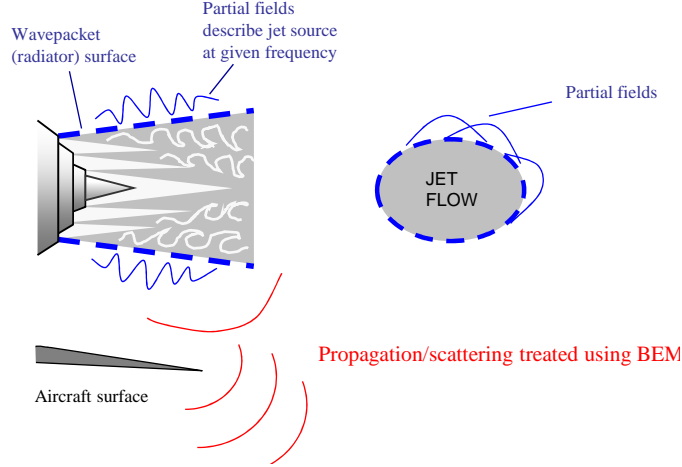 Partial fields
describe jet source
at given frequency
Wavepacket
(radiator) surface
Partial fields
JET
FLOW
Propagation/scattering treated using BEM
Aircraft surface